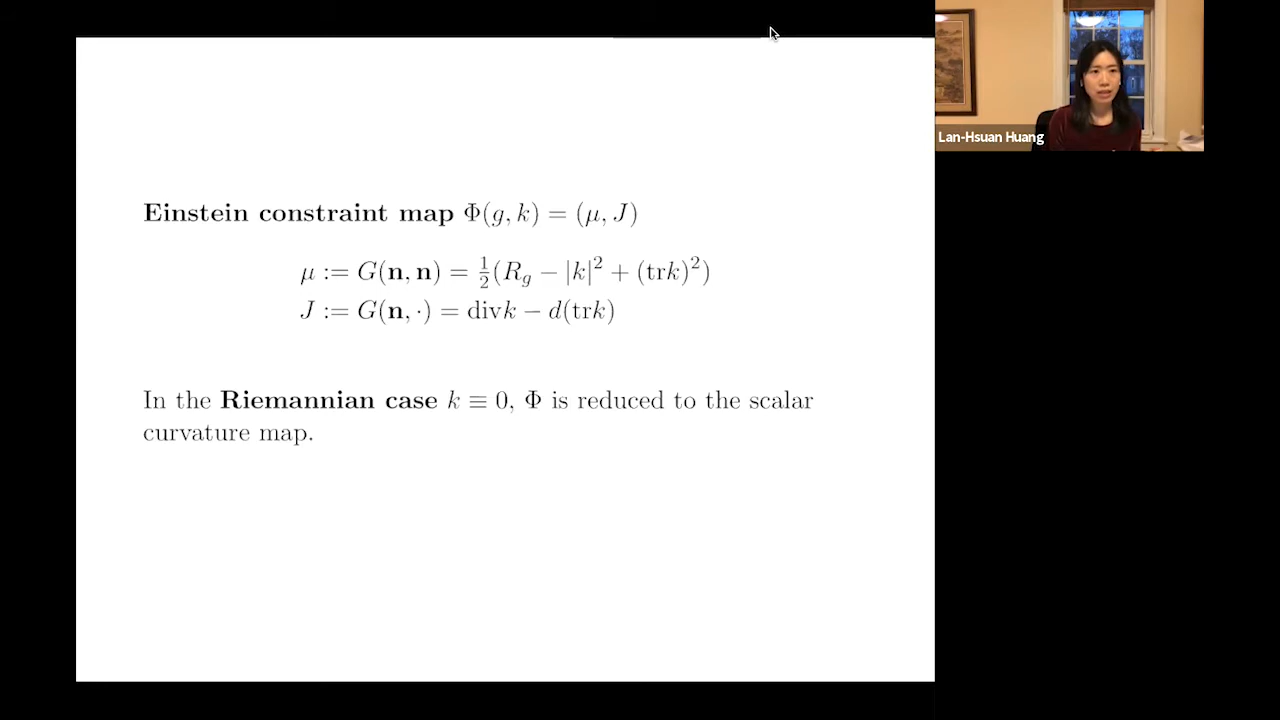 Einstein constraint map Φ(g, k) = (μ, J)
μ := G(n, n) = 1/2(R_g − |k|² + (trk)²)
J := G(n, ·) = divk − d(trk)
In the Riemannian case k ≡ 0, Φ is reduced to the scalar
curvature map.
Lan-Hsuan Huang